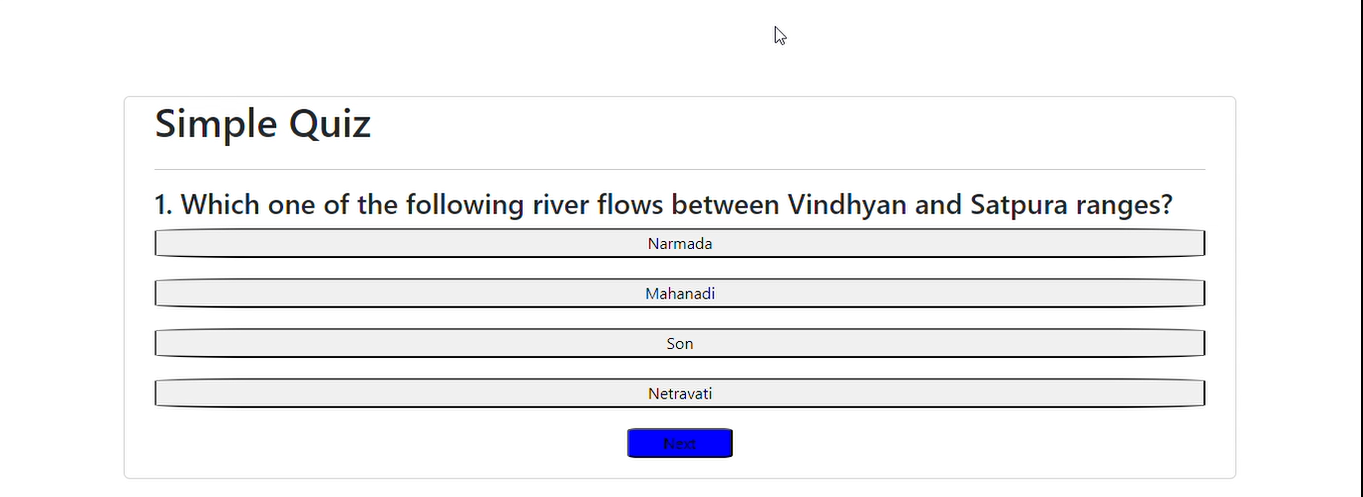 Simple Quiz
1. Which one of the following river flows between Vindhyan and Satpura ranges?
Narmada
Mahanadi
Son
Netravati
Next